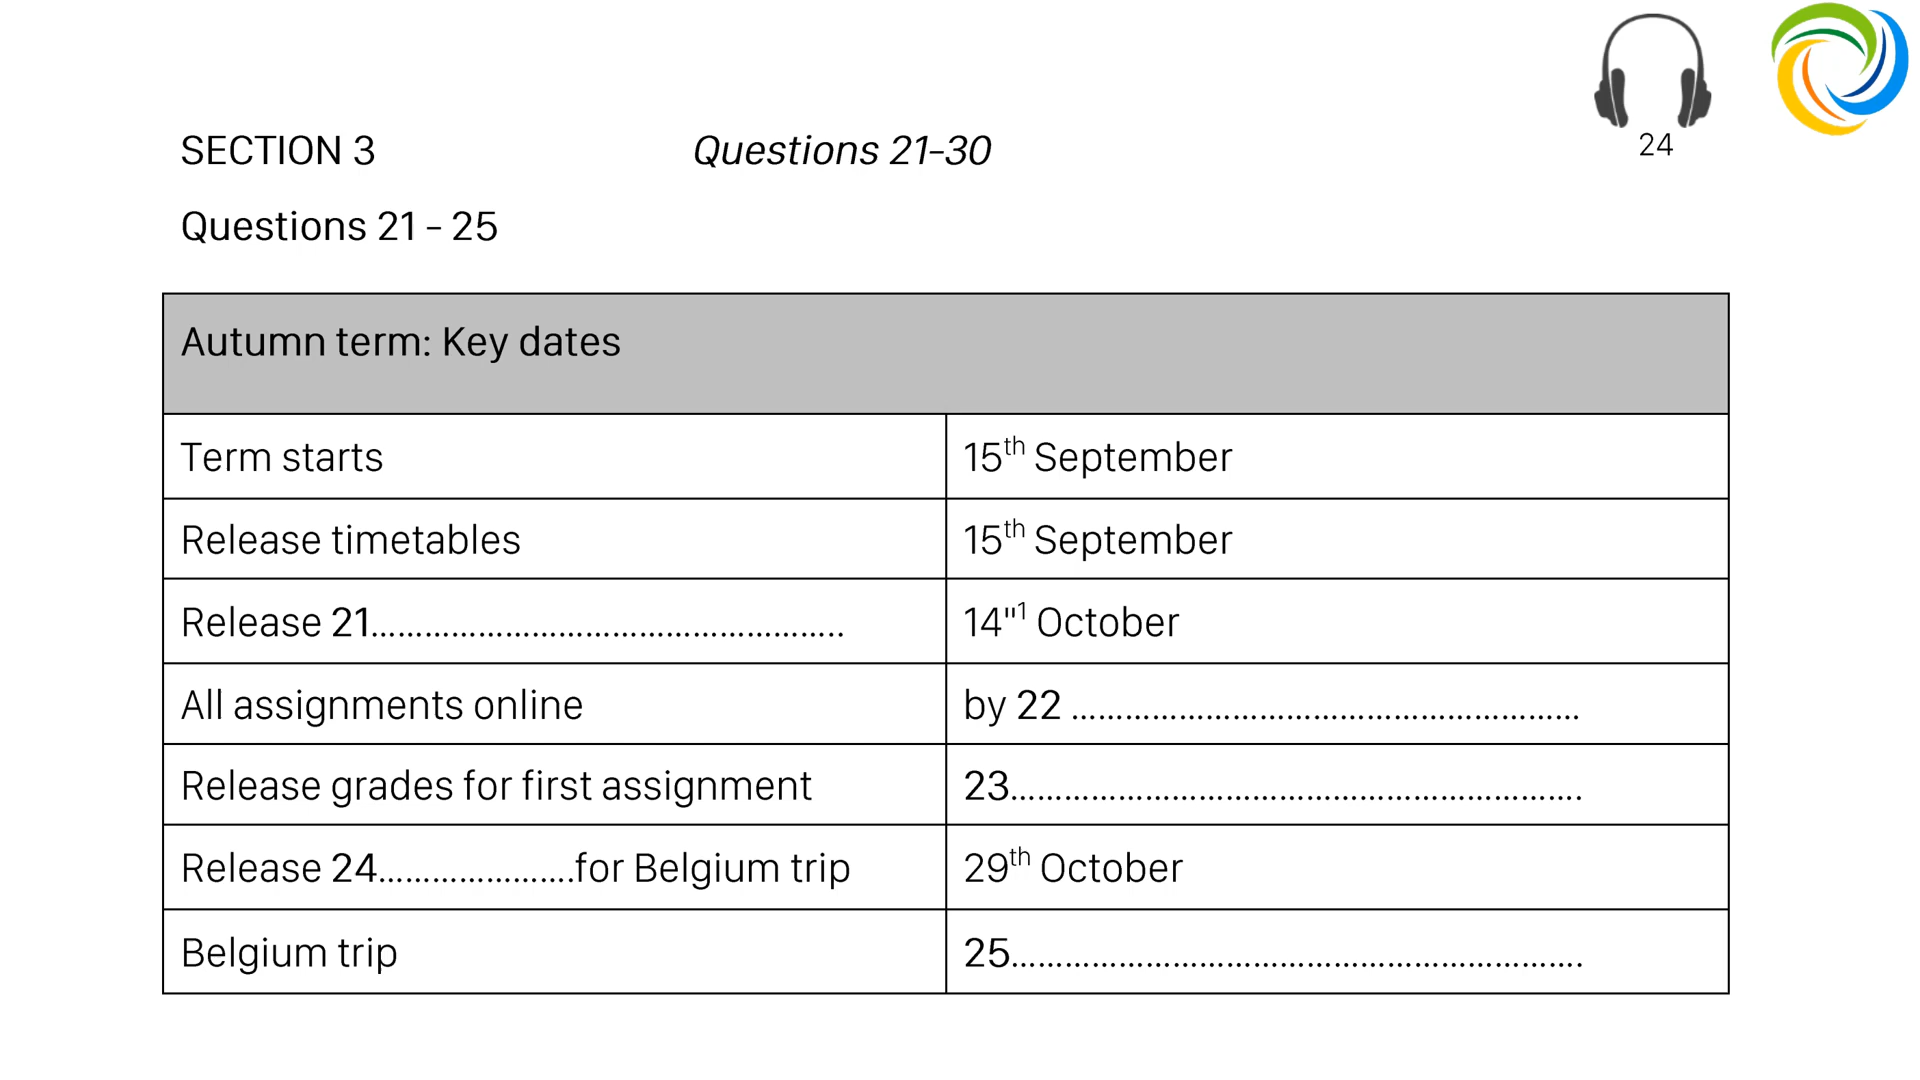 24
SECTION 3 Questions 21-30
Questions 21 - 25
Autumn term: Key dates
Term starts 15th September
Release timetables 15th September
Release 21................................................ 14"1 October
All assignments online by 22 ....................................................
Release grades for first assignment 23...........................................................
Release 24....................for Belgium trip 29th October
Belgium trip 25...........................................................